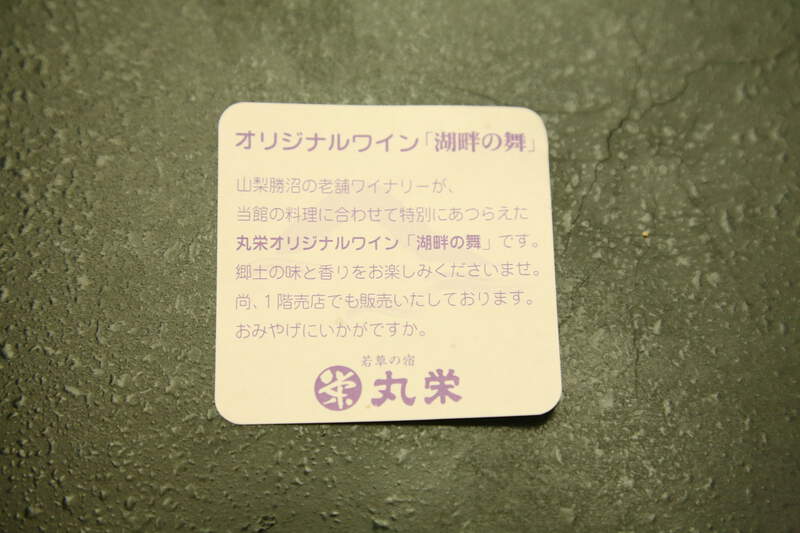 オリジナルワイン「湖畔の舞」
山梨勝沼の老舗ワイナリーが、
当館の料理に合わせて特別にあつらえた
丸栄オリジナルワイン「湖畔の舞」です。
郷土の味と香りをお楽しみくださいませ。
尚、1階売店でも販売いたしております。
おみやげにいかがですか。
若草の宿
栄 丸栄